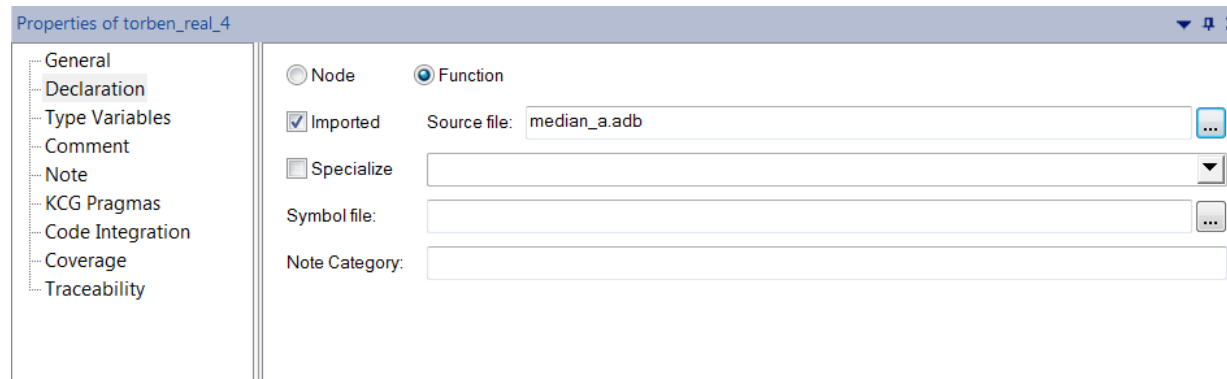 Properties of torben_real_4
General
Declaration
Type Variables
Comment
Note
KCG Pragmas
Code Integration
Coverage
Traceability
Node Function
Imported Source file: median_a.adb ...
Specialize
Symbol file: ...
Note Category: